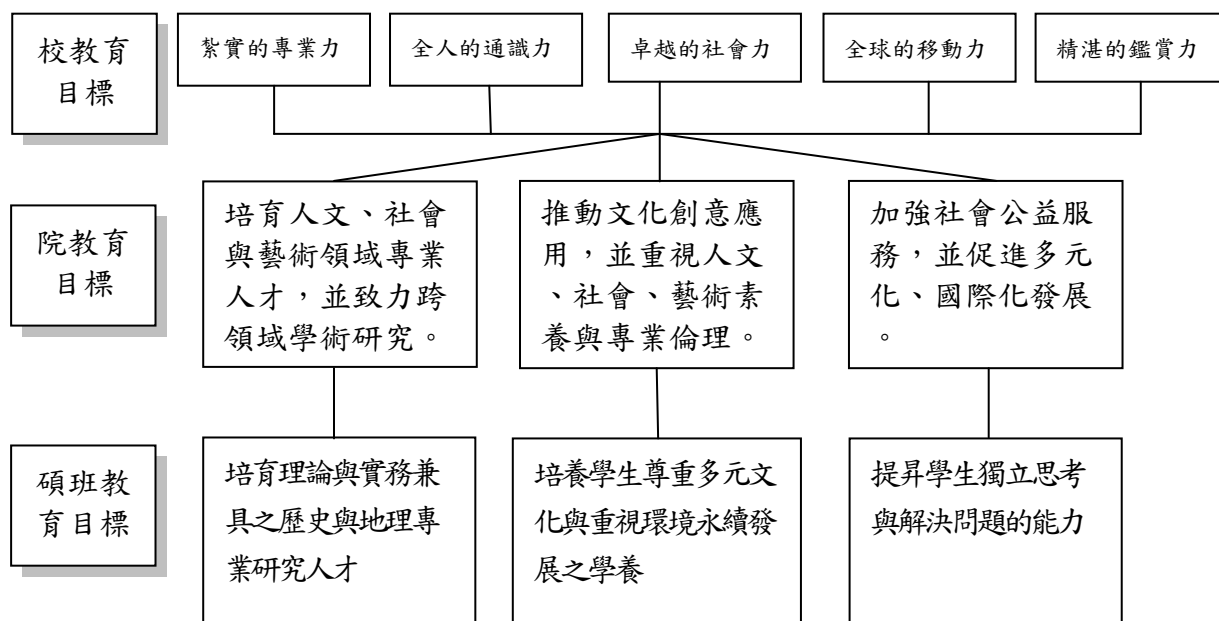 校教育
目標
紮實的專業力
全人的通識力
卓越的社會力
全球的移動力
精湛的鑑賞力
院教育
目標
培育人文、社會
與藝術領域專業
人才，並致力跨
領域學術研究。
推動文化創意應
用，並重視人文
、社會、藝術素
養與專業倫理。
加強社會公益服
務，並促進多元
化、國際化發展
。
碩班教
育目標
培育理論與實務兼
具之歷史與地理專
業研究人才
培養學生尊重多元文
化與重視環境永續發
展之學養
提昇學生獨立思考
與解決問題的能力